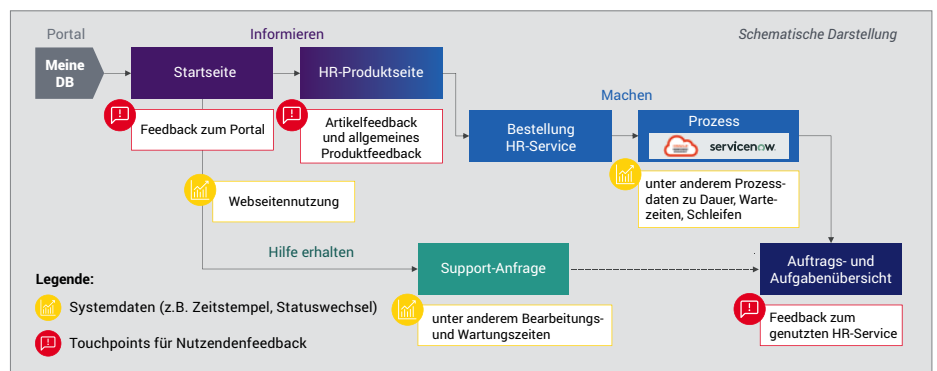 Portal
Informieren
Schematische Darstellung
Meine
DB
Startseite
HR-Produktseite
Machen
Feedback zum Portal
Artikelfeedback
und allgemeines
Produktfeedback
Bestellung
HR-Service
Prozess
servicenow
Webseitennutzung
unter anderem Prozess-
daten zu Dauer, Warte-
zeiten, Schleifen
Hilfe erhalten
Support-Anfrage
Auftrags- und
Aufgabenübersicht
Legende:
Systemdaten (z.B. Zeitstempel, Statuswechsel)
unter anderem Bearbeitungs-
und Wartungszeiten
Feedback zum
genutzten HR-Service
Touchpoints für Nutzendenfeedback